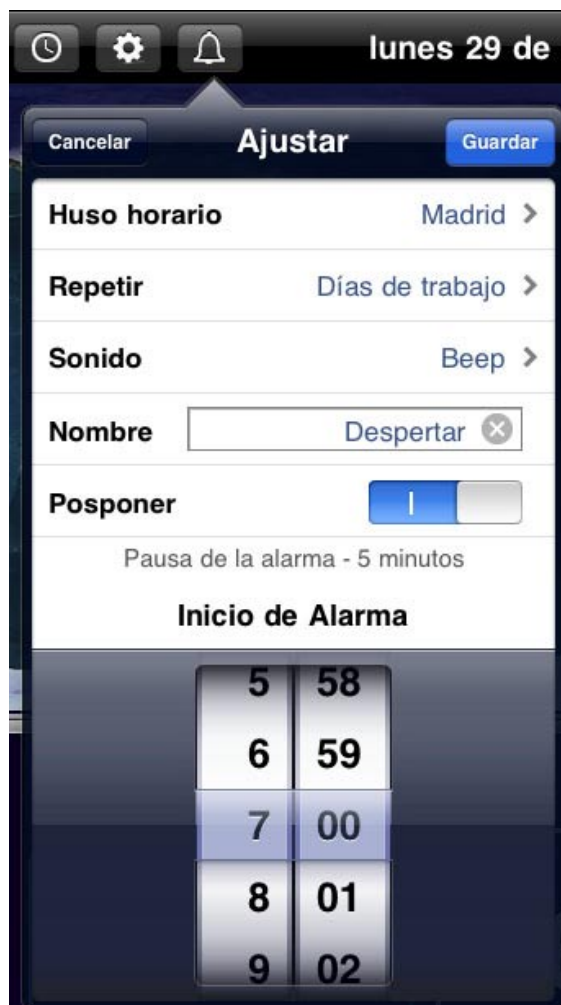 lunes 29 de
Cancelar Ajustar Guardar
Huso horario Madrid
Repetir Días de trabajo
Sonido Beep
Nombre Despertar
Posponer
Pausa de la alarma - 5 minutos
Inicio de Alarma
5 58
6 59
7 00
8 01
9 02